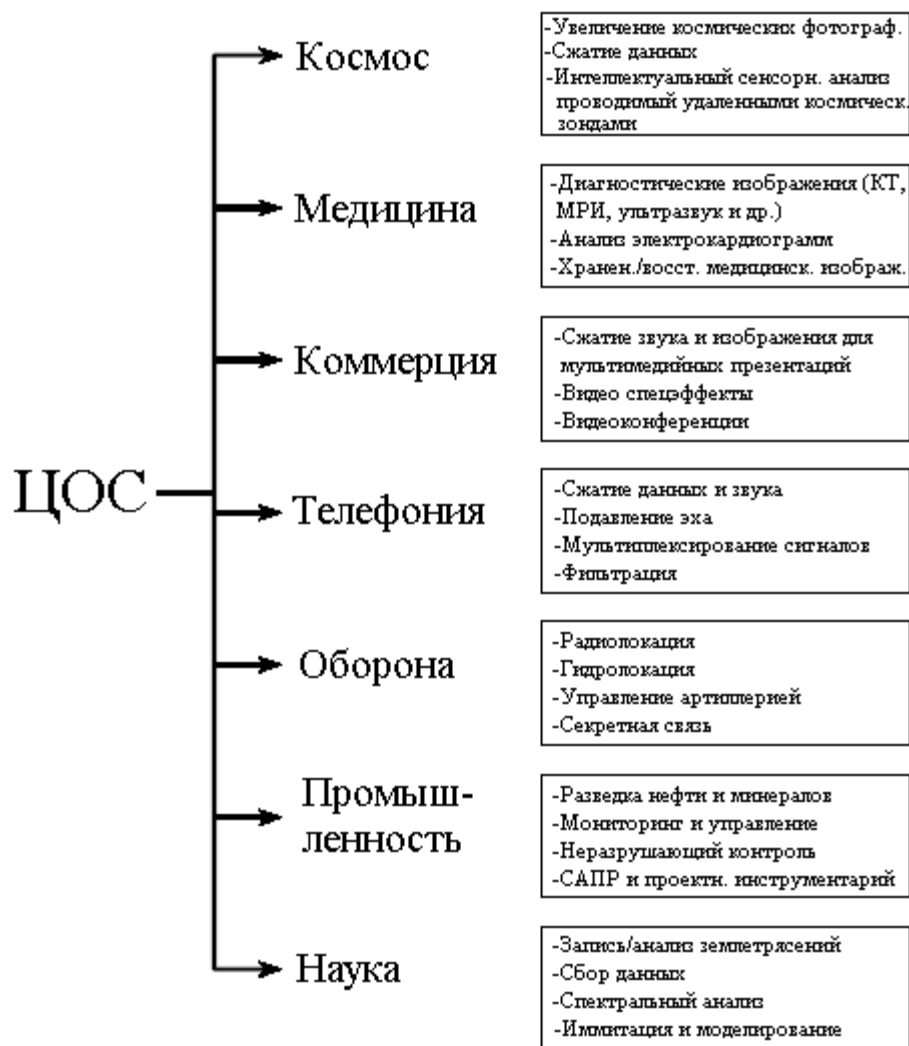 ЦОС
Космос
-Увеличение космических фотограф.
-Сжатие данных
-Интеллектуальный сенсорн. анализ
проводимый удаленными космическ.
зондами
Медицина
-Диагностические изображения (КТ,
МРИ, ультразвук и др.)
-Анализ электрокардиограмм
-Хранен./восст. медицинск. изображ.
Коммерция
-Сжатие звука и изображения для
мультимедийных презентаций
-Видео спецэффекты
-Видеоконференции
Телефония
-Сжатие данных и звука
-Подавление эха
-Мультиплексирование сигналов
-Фильтрация
Оборона
-Радиолокация
-Гидролокация
-Управление артиллерией
-Секретная связь
Промыш-
ленность
-Разведка нефти и минералов
-Мониторинг и управление
-Неразрушающий контроль
-САПР и проектн. инструментарий
Наука
-Запись/анализ землетрясений
-Сбор данных
-Спектральный анализ
-Иммитация и моделирование